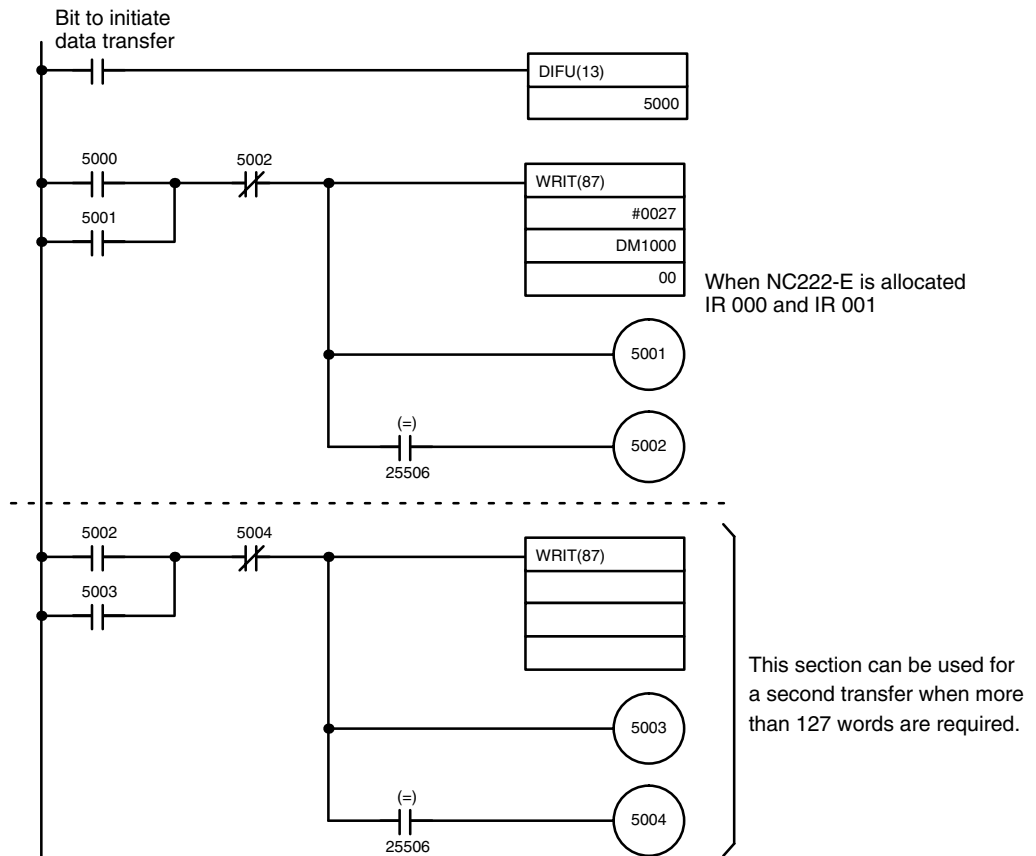 Bit to initiate
data transfer
DIFU(13)
5000
5000
5002
WRIT(87)
#0027
DM1000
00
5001
When NC222-E is allocated
IR 000 and IR 001
5001
(=)
25506
5002
5002
5004
WRIT(87)
5003
This section can be used for
a second transfer when more
than 127 words are required.
5003
(=)
25506
5004